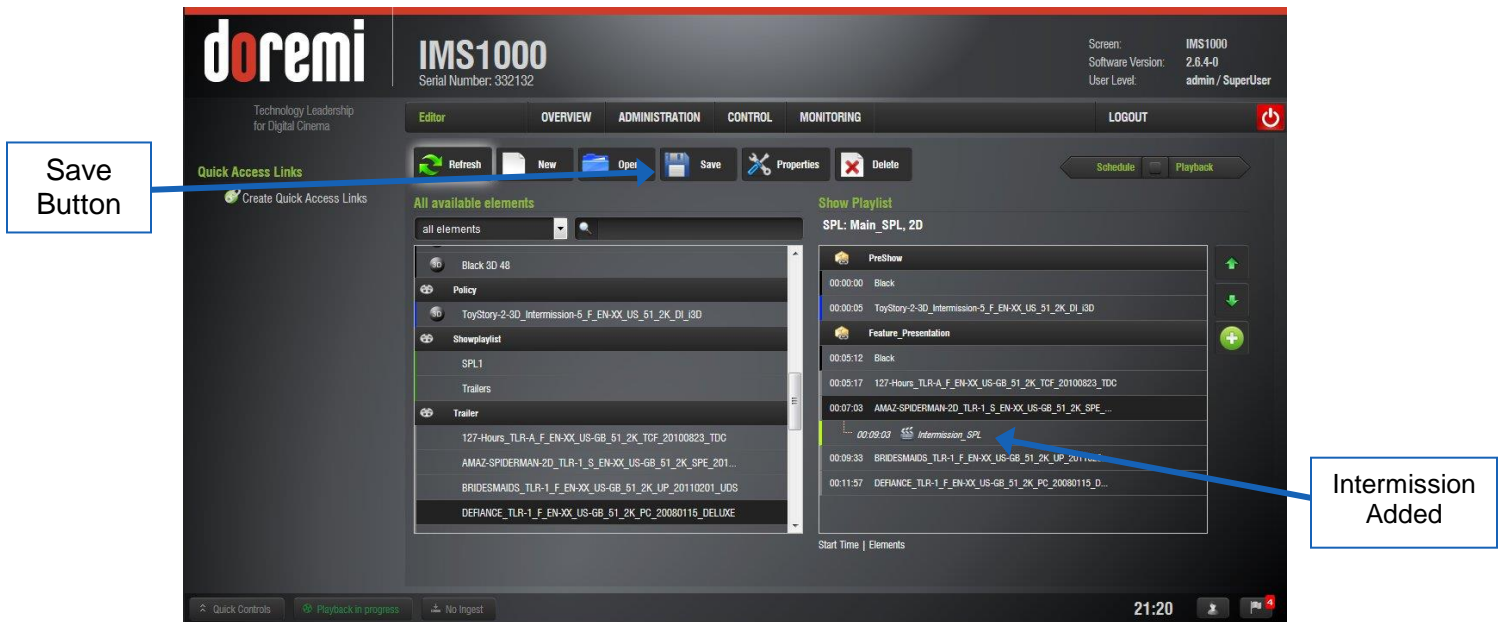 doremi
Technology Leadership
for Digital Cinema
IMS1000
Serial Number: 332132
Screen: IMS1000
Software Version: 2.6.4-0
User Level: admin / SuperUser
Editor OVERVIEW ADMINISTRATION CONTROL MONITORING LOGOUT
Save
Button
Quick Access Links
Create Quick Access Links
Refresh New Open Save Properties Delete
Schedule Playback
All available elements
all elements
3D Black 3D 48
Policy
3D ToyStory-2-3D_Intermission-5_F_EN-XX_US_51_2K_DI_i3D
Showplaylist
SPL1
Trailers
Trailer
127-Hours_TLR-A_F_EN-XX_US-GB_51_2K_TCF_20100823_TDC
AMAZ-SPIDERMAN-2D_TLR-1_S_EN-XX_US-GB_51_2K_SPE_201...
BRIDESMAIDS_TLR-1_F_EN-XX_US-GB_51_2K_UP_20110201_UDS
DEFIANCE_TLR-1_F_EN-XX_US-GB_51_2K_PC_20080115_DELUXE
Show Playlist
SPL: Main_SPL, 2D
PreShow
00:00:00 Black
00:00:05 ToyStory-2-3D_Intermission-5_F_EN-XX_US_51_2K_DI_i3D
Feature_Presentation
00:05:12 Black
00:05:17 127-Hours_TLR-A_F_EN-XX_US-GB_51_2K_TCF_20100823_TDC
00:07:03 AMAZ-SPIDERMAN-2D_TLR-1_S_EN-XX_US-GB_51_2K_SPE_...
00:09:03 Intermission_SPL
00:09:33 BRIDESMAIDS_TLR-1_F_EN-XX_US-GB_51_2K_UP_
00:11:57 DEFIANCE_TLR-1_F_EN-XX_US-GB_51_2K_PC_20080115_D...
Start Time | Elements
Intermission
Added
Quick Controls Playback in progress No Ingest 21:20 4